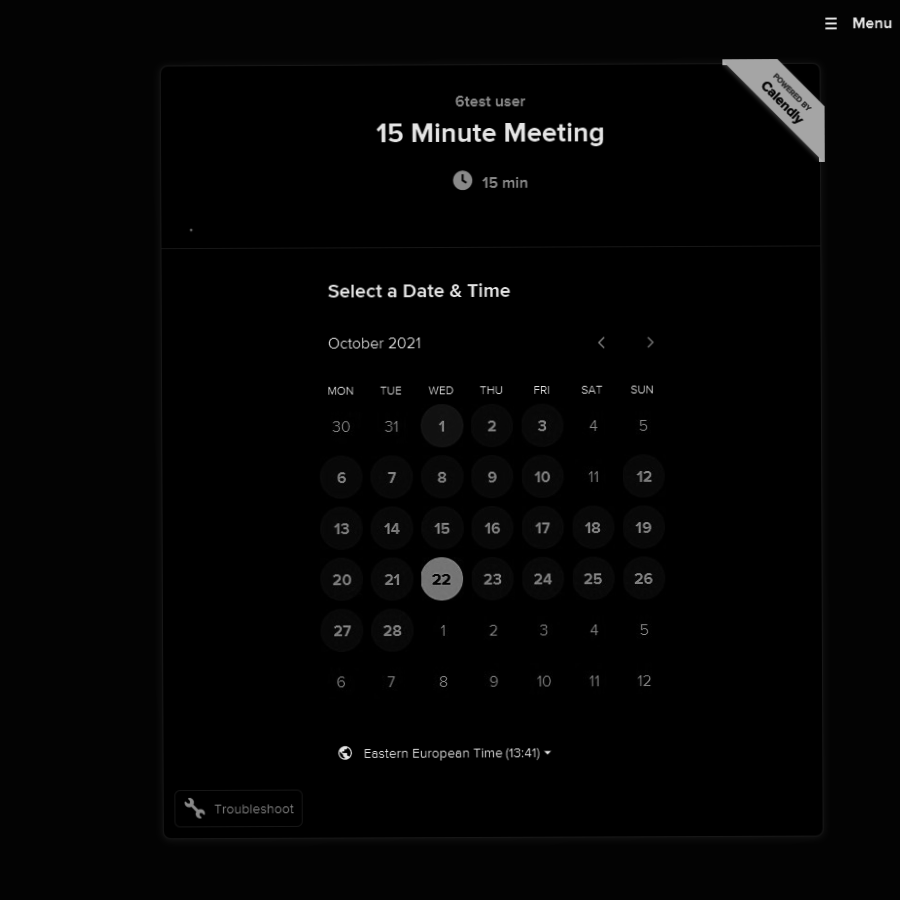 Menu
POWERED BY
Calendly
6test user
15 Minute Meeting
15 min
Select a Date & Time
October 2021
MON TUE WED THU FRI SAT SUN
30 31 1 2 3 4 5
6 7 8 9 10 11 12
13 14 15 16 17 18 19
20 21 22 23 24 25 26
27 28 1 2 3 4 5
6 7 8 9 10 11 12
Eastern European Time (13:41)
Troubleshoot